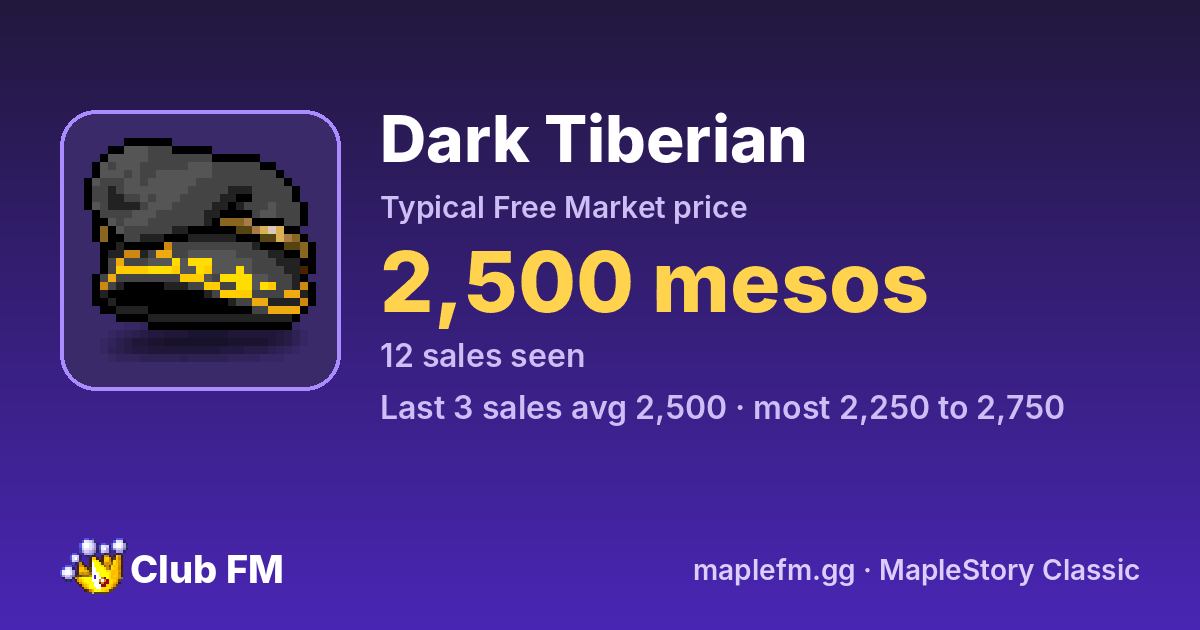 Dark Tiberian
Typical Free Market price
2,500 mesos
12 sales seen
Last 3 sales avg 2,500 · most 2,250 to 2,750
Club FM
maplefm.gg · MapleStory Classic